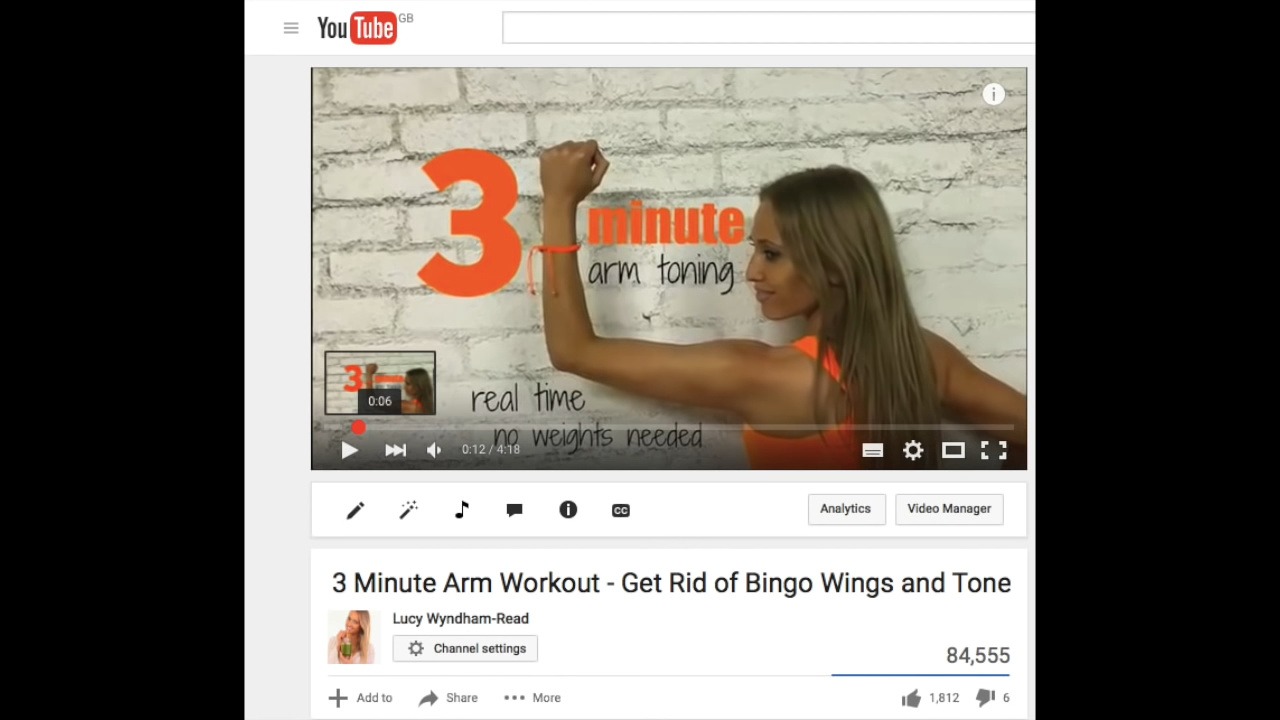 YouTube GB
3
minute
arm toning
3
0:06
real time
no weights needed
0:12 / 4:18
CC
Analytics
Video Manager
3 Minute Arm Workout - Get Rid of Bingo Wings and Tone
Lucy Wyndham-Read
Channel settings
84,555
Add to
Share
More
1,812
6